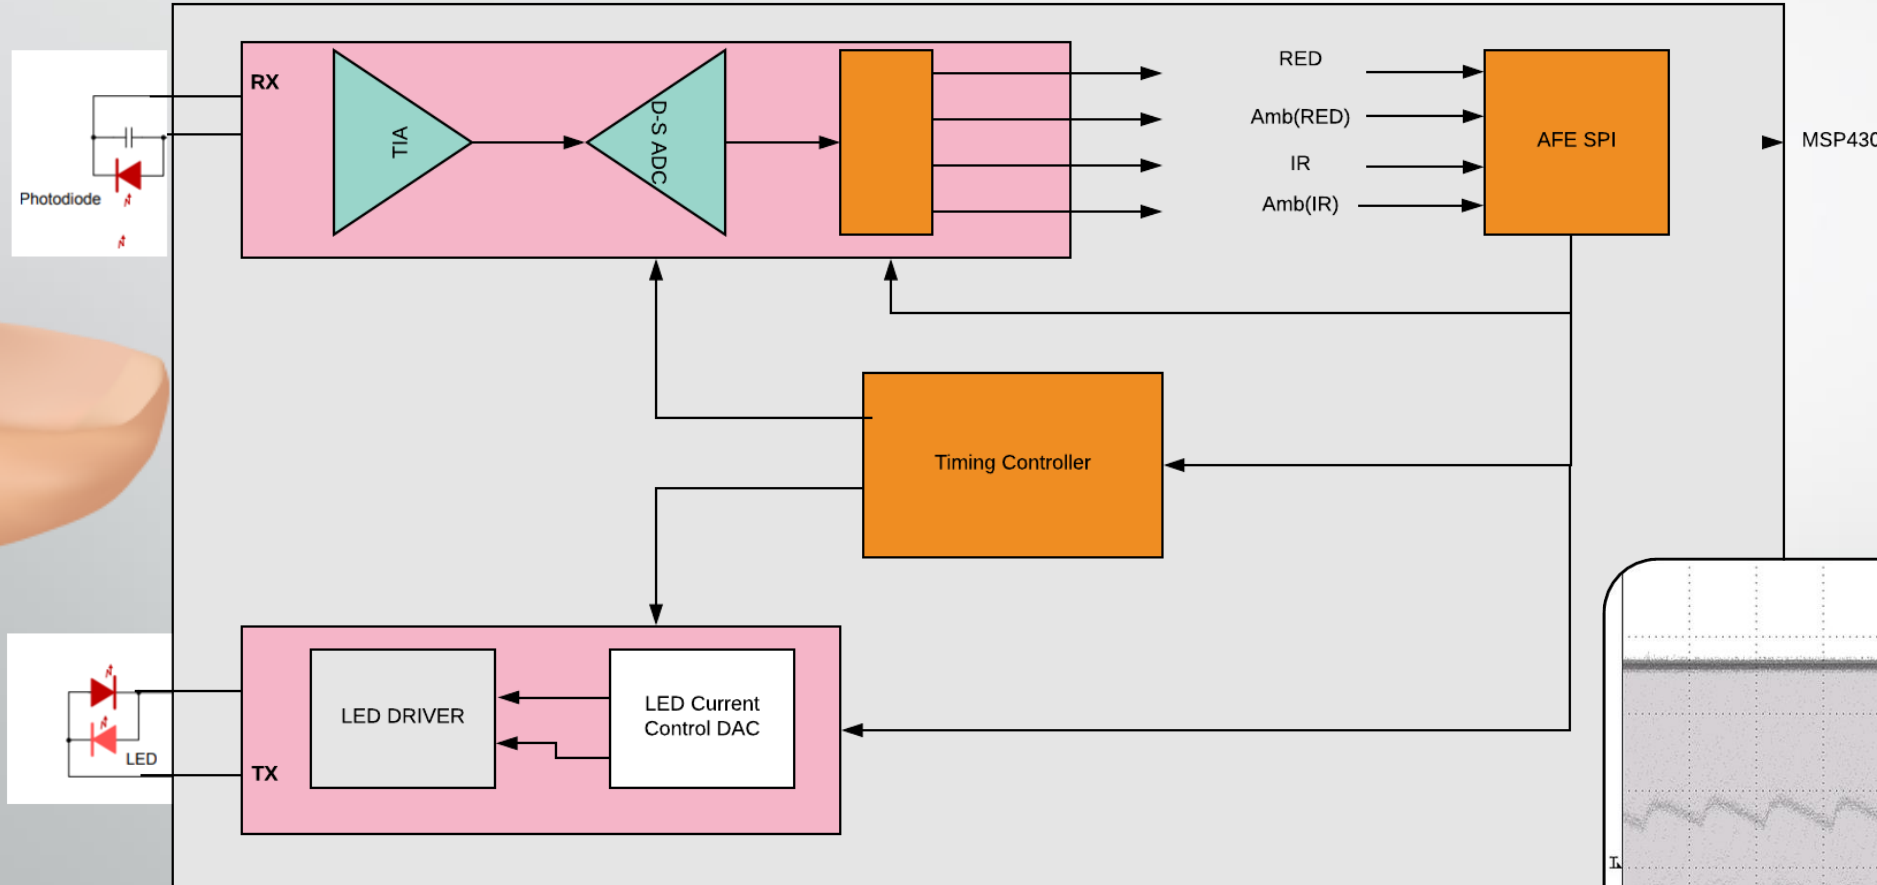 RX
TIA
D-S ADC
RED
Amb(RED)
IR
Amb(IR)
AFE SPI
MSP430
Photodiode
Timing Controller
LED DRIVER
LED Current
Control DAC
LED
TX